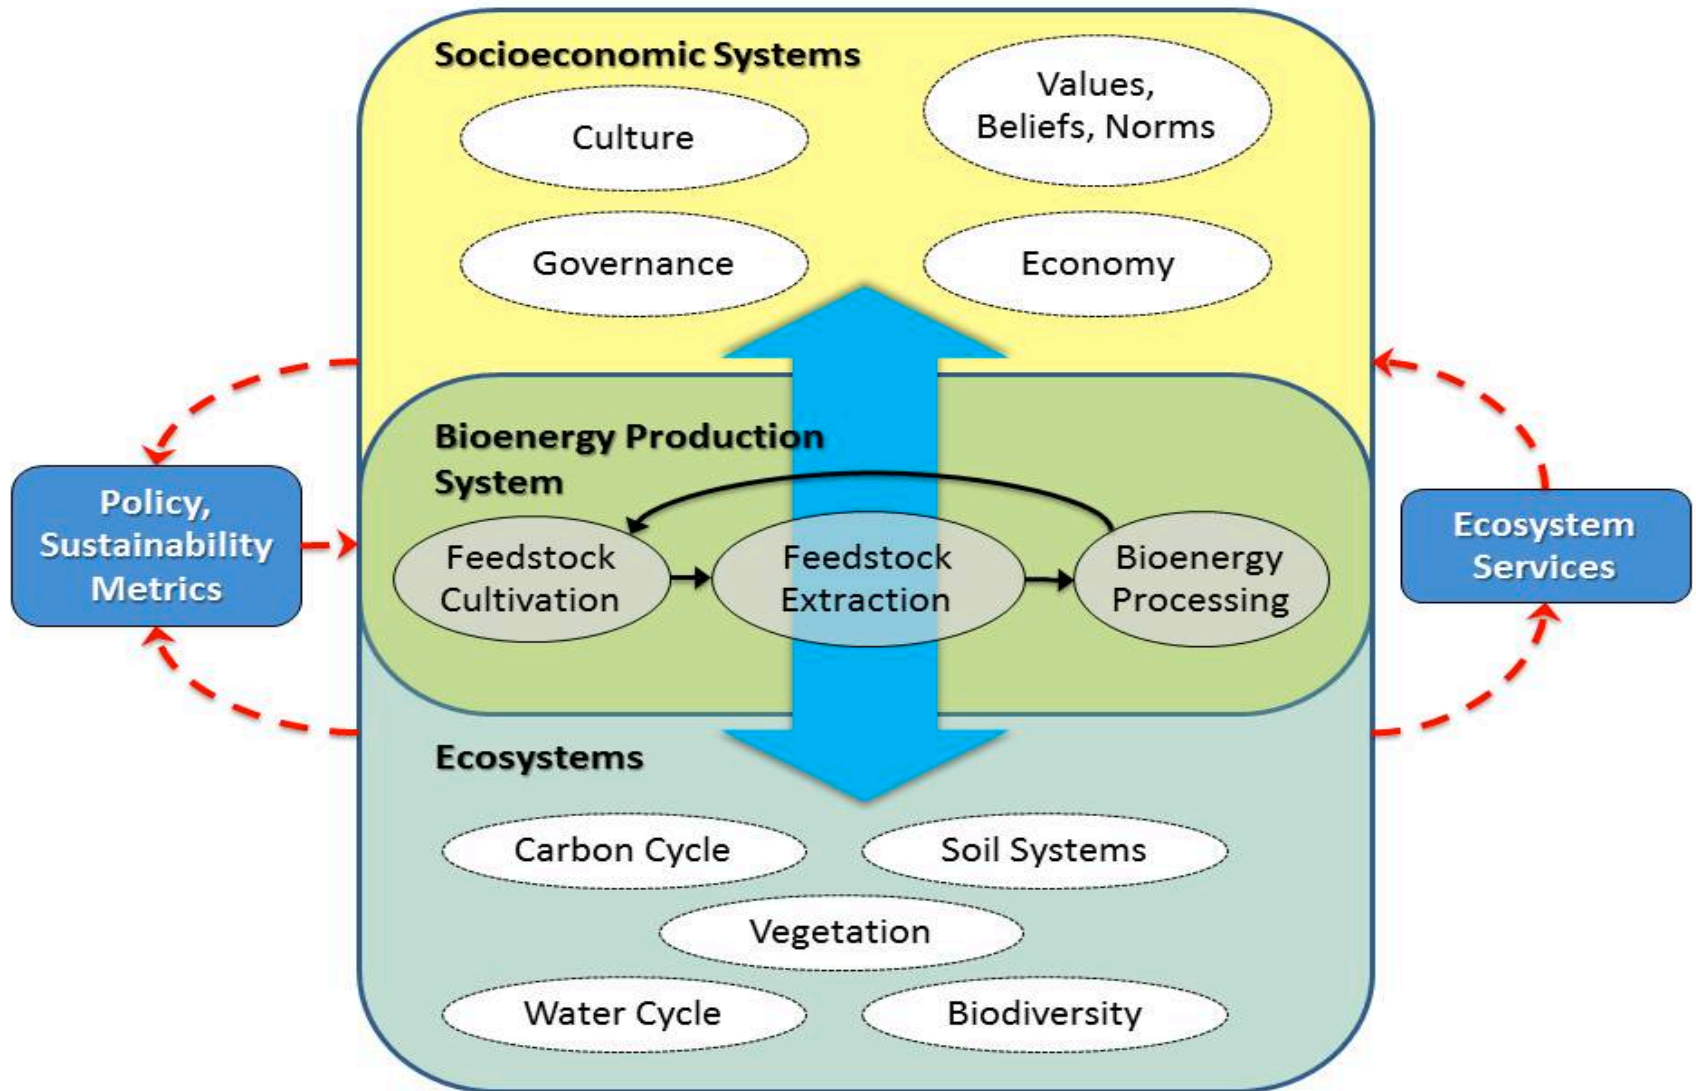 Socioeconomic Systems
Culture
Values,
Beliefs, Norms
Governance
Economy
Bioenergy Production
System
Feedstock
Cultivation
Feedstock
Extraction
Bioenergy
Processing
Policy,
Sustainability
Metrics
Ecosystem
Services
Ecosystems
Carbon Cycle
Soil Systems
Vegetation
Water Cycle
Biodiversity